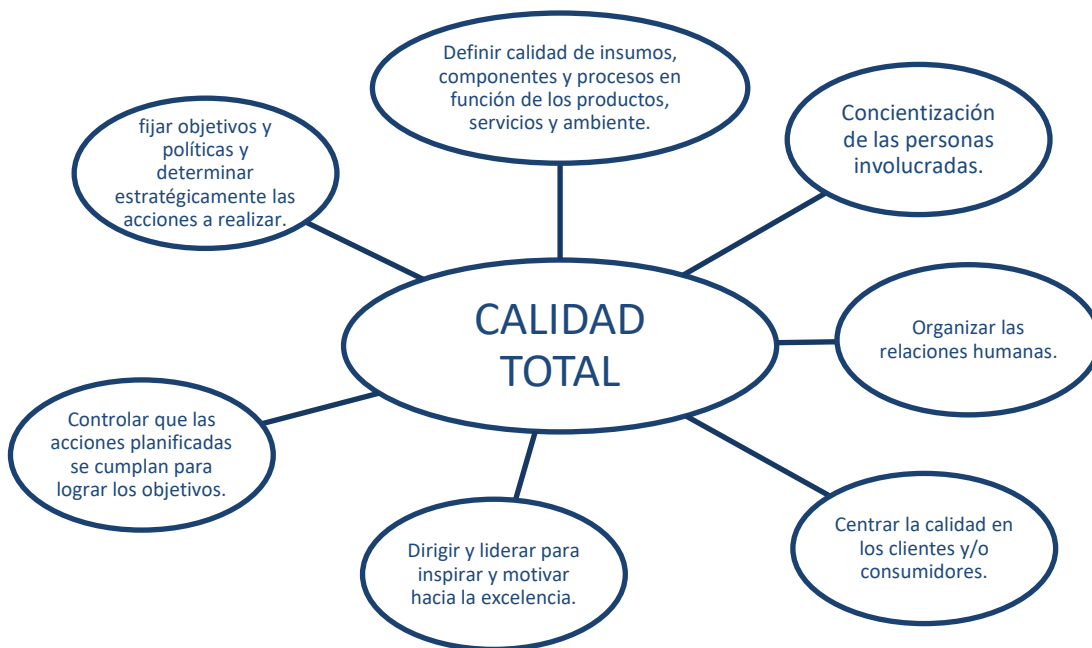 Definir calidad de insumos,
componentes y procesos en
función de los productos,
servicios y ambiente.
fijar objetivos y
políticas y
determinar
estratégicamente las
acciones a realizar.
Concientización
de las personas
involucradas.
CALIDAD
TOTAL
Organizar las
relaciones humanas.
Controlar que las
acciones planificadas
se cumplan para
lograr los objetivos.
Centrar la calidad en
los clientes y/o
consumidores.
Dirigir y liderar para
inspirar y motivar
hacia la excelencia.